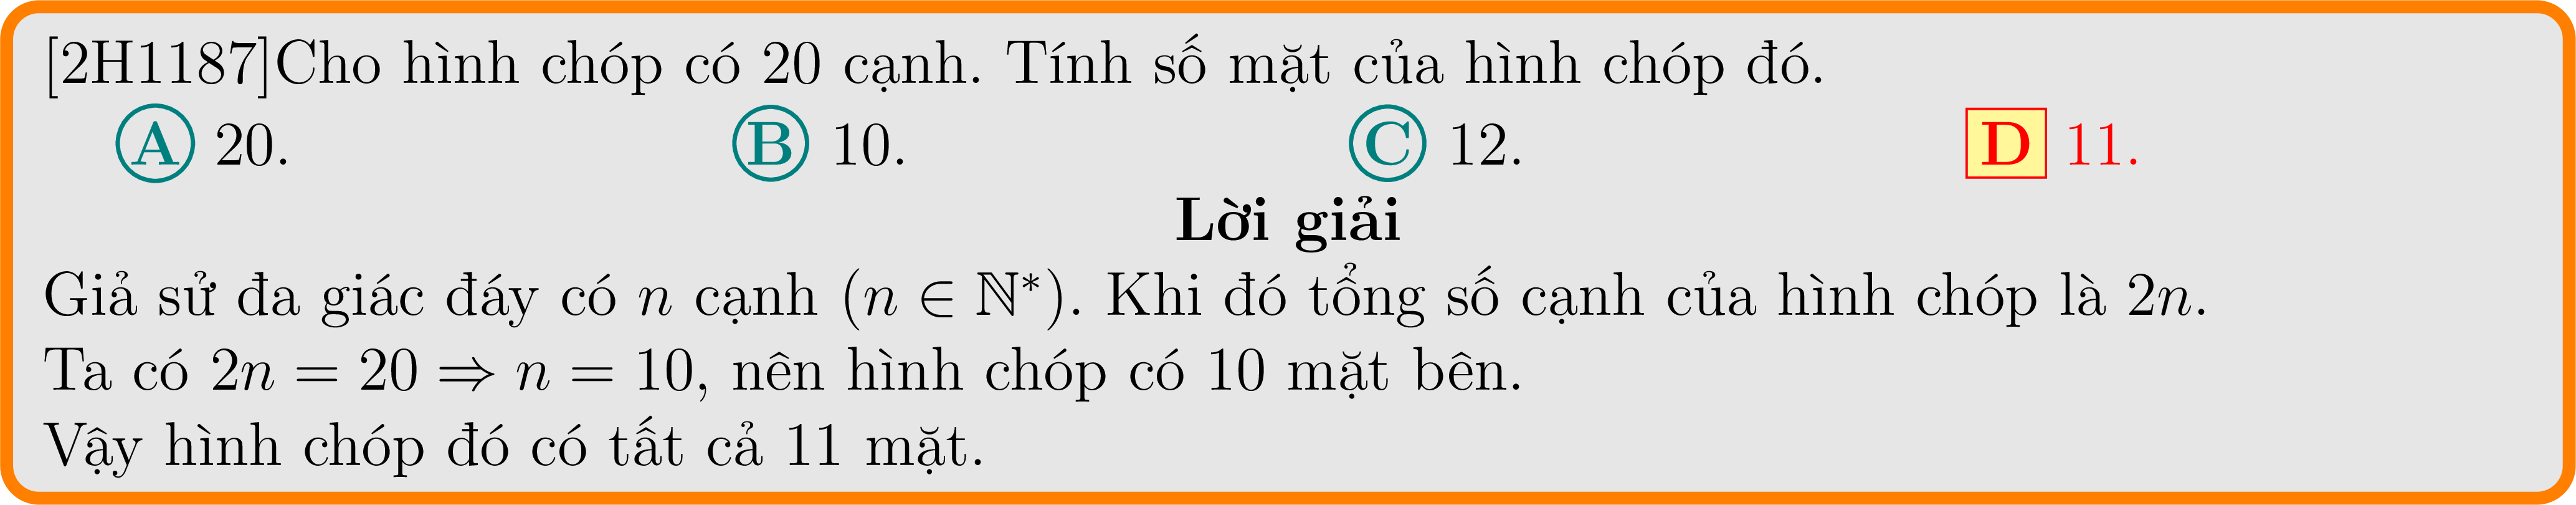 [2H1187]Cho hình chóp có 20 cạnh. Tính số mặt của hình chóp đó.
A 20. B 10. C 12. D 11.
Lời giải
Giả sử đa giác đáy có n cạnh (n ∈ ℕ*). Khi đó tổng số cạnh của hình chóp là 2n.
Ta có 2n = 20 ⇒ n = 10, nên hình chóp có 10 mặt bên.
Vậy hình chóp đó có tất cả 11 mặt.